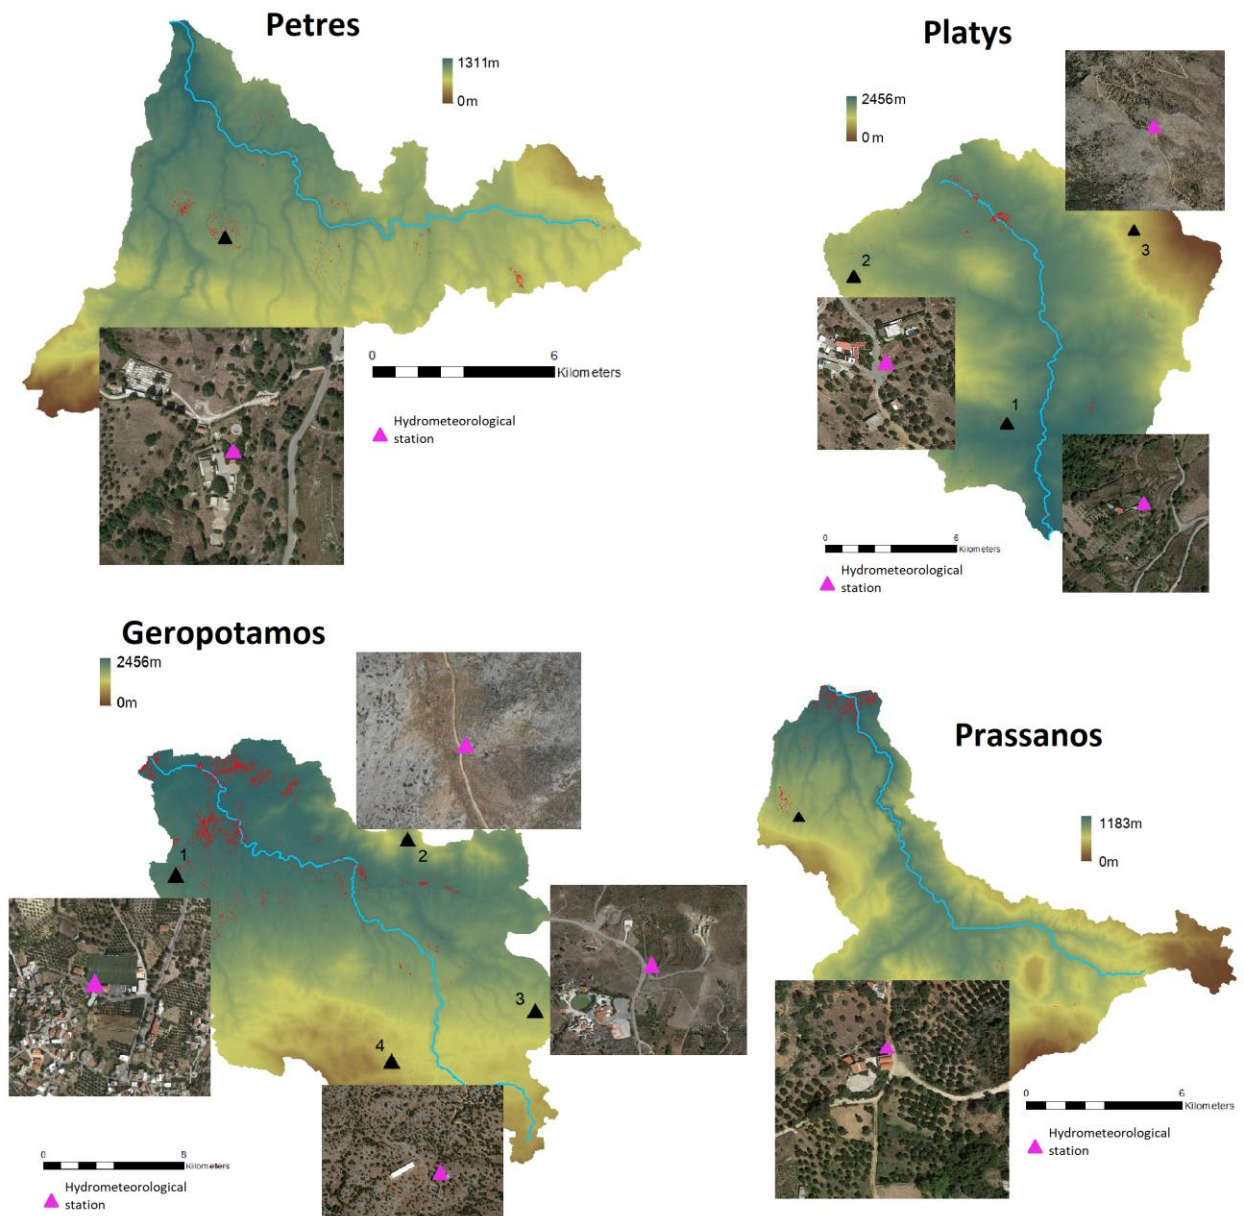 Petres
1311m
0m
0 6
Kilometers
Hydrometeorological
station
Platys
2456m
0 m
3
2
1
0 6
Kilometers
Hydrometeorological
station
Geropotamos
2456m
0m
1
2
3
4
0 5
Kilometers
Hydrometeorological
station
Prassanos
1183m
0m
0 6
Kilometers
Hydrometeorological
station